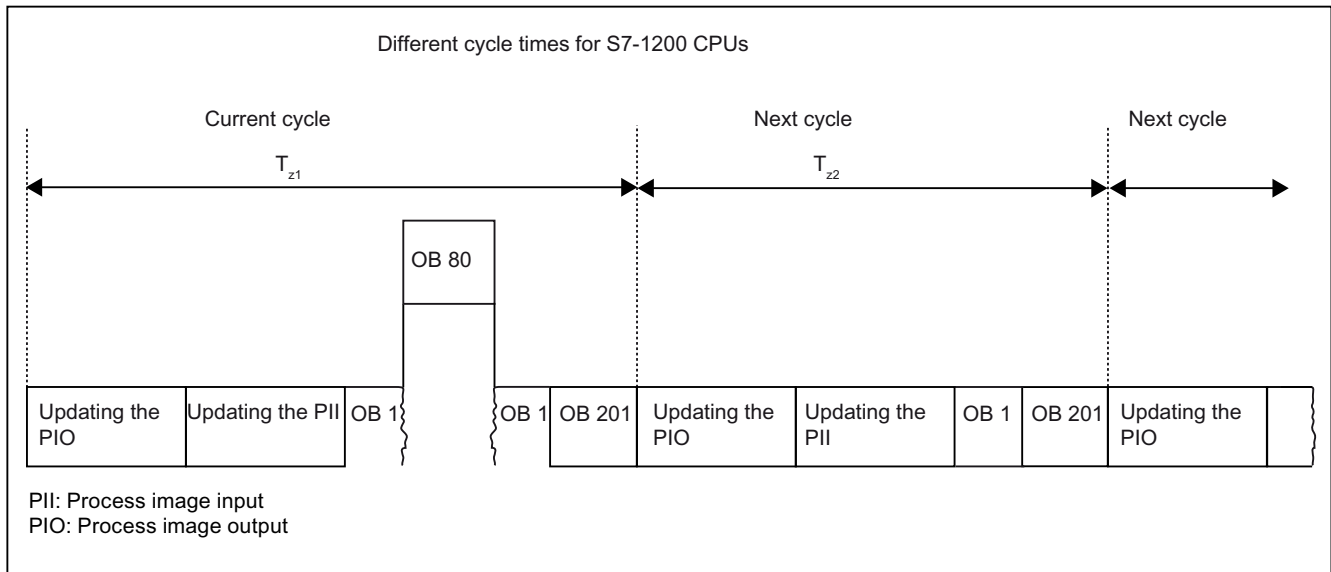 Different cycle times for S7-1200 CPUs
Current cycle
Next cycle
Next cycle
Tz1
Tz2
OB 80
Updating the
PIO
Updating the PII
OB 1
OB 1
OB 201
Updating the
PIO
Updating the
PII
OB 1
OB 201
Updating the
PIO
PII: Process image input
PIO: Process image output